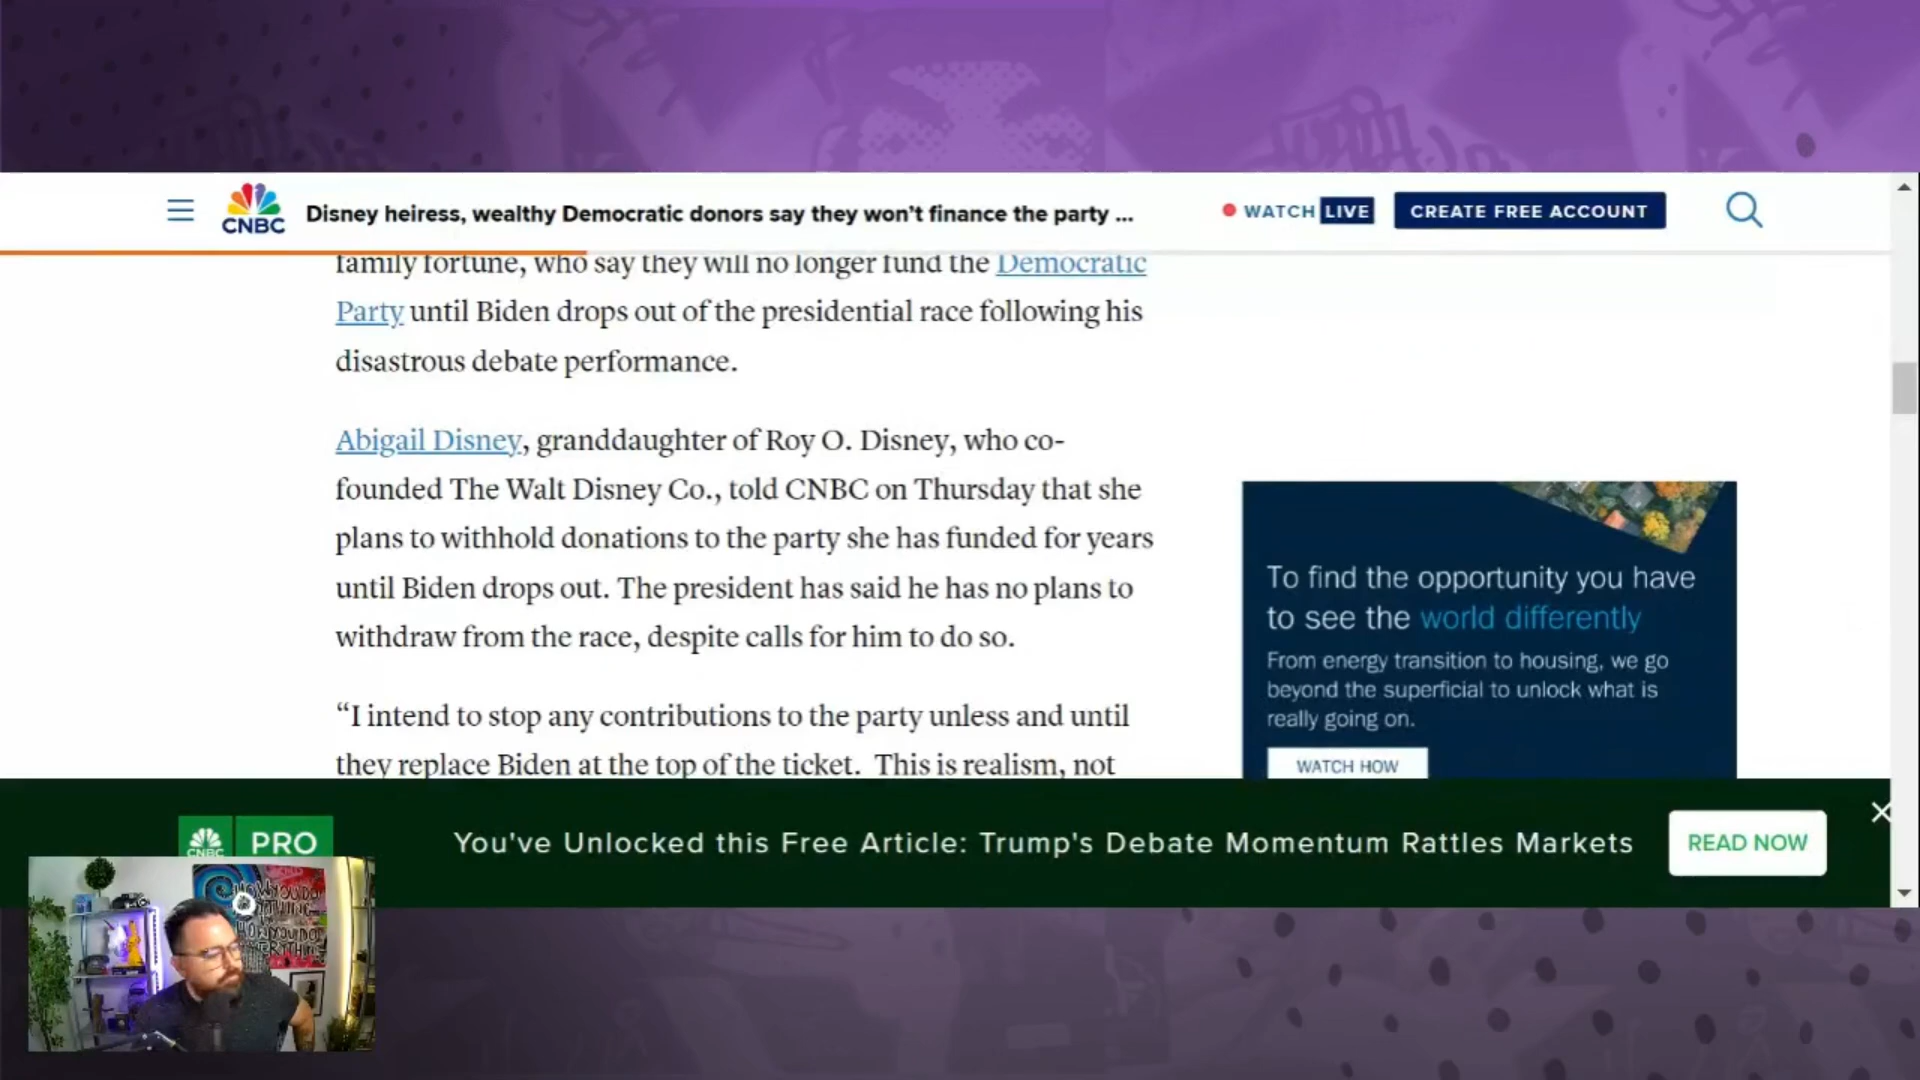 CNBC
Disney heiress, wealthy Democratic donors say they won't finance the party ...
WATCH LIVE
CREATE FREE ACCOUNT
family fortune, who say they will no longer fund the Democratic
Party until Biden drops out of the presidential race following his
disastrous debate performance.
Abigail Disney, granddaughter of Roy O. Disney, who co-
founded The Walt Disney Co., told CNBC on Thursday that she
plans to withhold donations to the party she has funded for years
until Biden drops out. The president has said he has no plans to
withdraw from the race, despite calls for him to do so.
“I intend to stop any contributions to the party unless and until
they replace Biden at the top of the ticket.  This is realism, not
To find the opportunity you have
to see the world differently
From energy transition to housing, we go
beyond the superficial to unlock what is
really going on.
WATCH HOW
CNBC PRO
You've Unlocked this Free Article: Trump's Debate Momentum Rattles Markets
READ NOW
HOW YOU DO